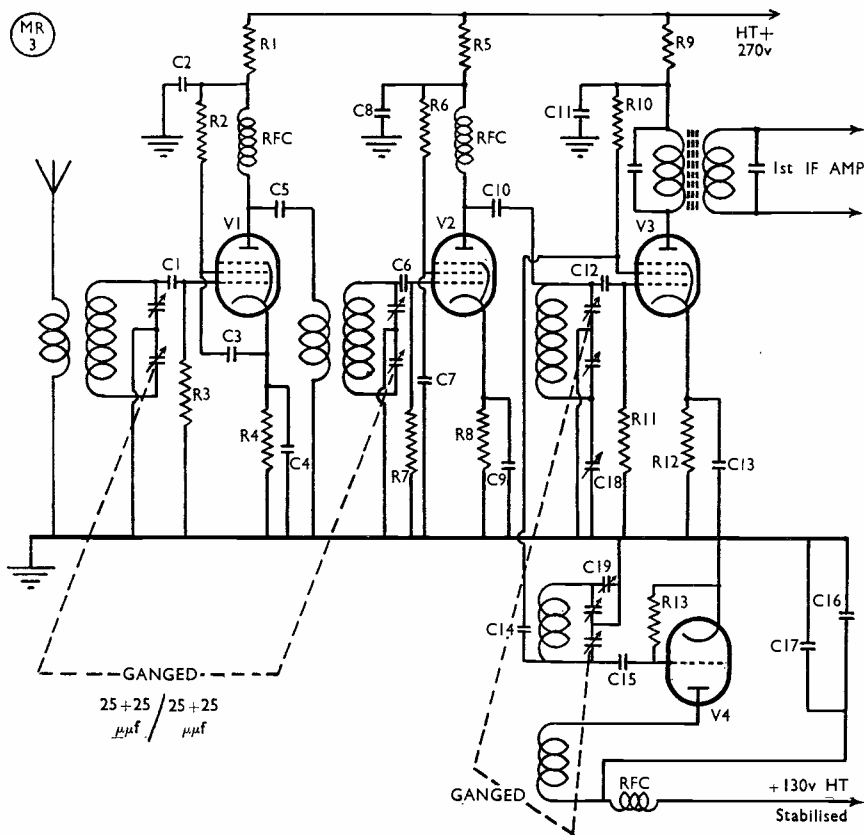 MR
3
R1
R5
R9
HT+
270v
C2
R2
RFC
C8
R6
RFC
C11
R10
1st IF AMP
C5
C10
V1
V2
V3
C1
C6
C12
C3
R3
R4
C4
C7
R7
R8
C9
C18
R11
R12
C13
C19
C14
R13
C15
C17
C16
V4
GANGED
25+25 / 25+25
μμf μμf
GANGED
RFC
+130v HT
Stabilised